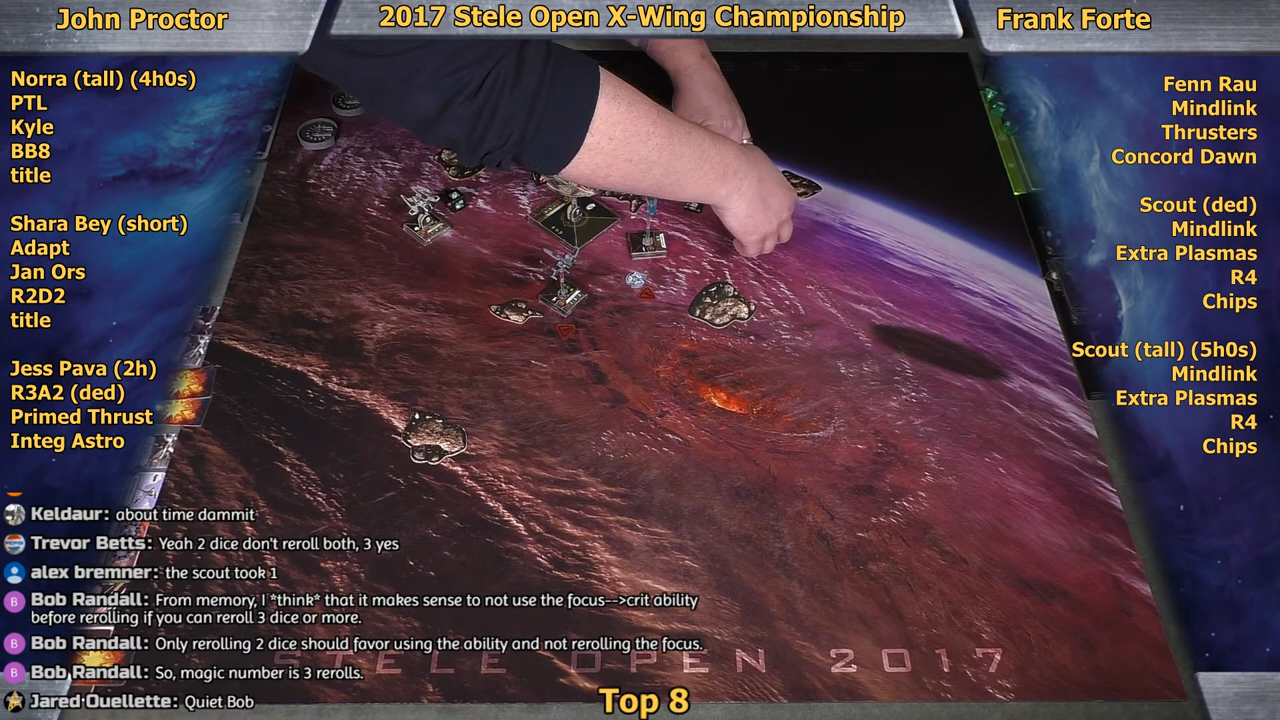 John Proctor
2017 Stele Open X-Wing Championship
Frank Forte
Norra (tall) (4h0s)
PTL
Kyle
BB8
title
Shara Bey (short)
Adapt
Jan Ors
R2D2
title
Jess Pava (2h)
R3A2 (ded)
Primed Thrust
Integ Astro
Fenn Rau
Mindlink
Thrusters
Concord Dawn
Scout (ded)
Mindlink
Extra Plasmas
R4
Chips
Scout (tall) (5h0s)
Mindlink
Extra Plasmas
R4
Chips
Keldaur: about time dammit
Trevor Betts: Yeah 2 dice don't reroll both, 3 yes
alex bremner: the scout took 1
B Bob Randall: From memory, I *think* that it makes sense to not use the focus-->crit ability
before rerolling if you can reroll 3 dice or more.
B Bob Randall: Only rerolling 2 dice should favor using the ability and not rerolling the focus.
B Bob Randall: So, magic number is 3 rerolls.
Jared Ouellette: Quiet Bob
STELE OPEN 2017
Top 8